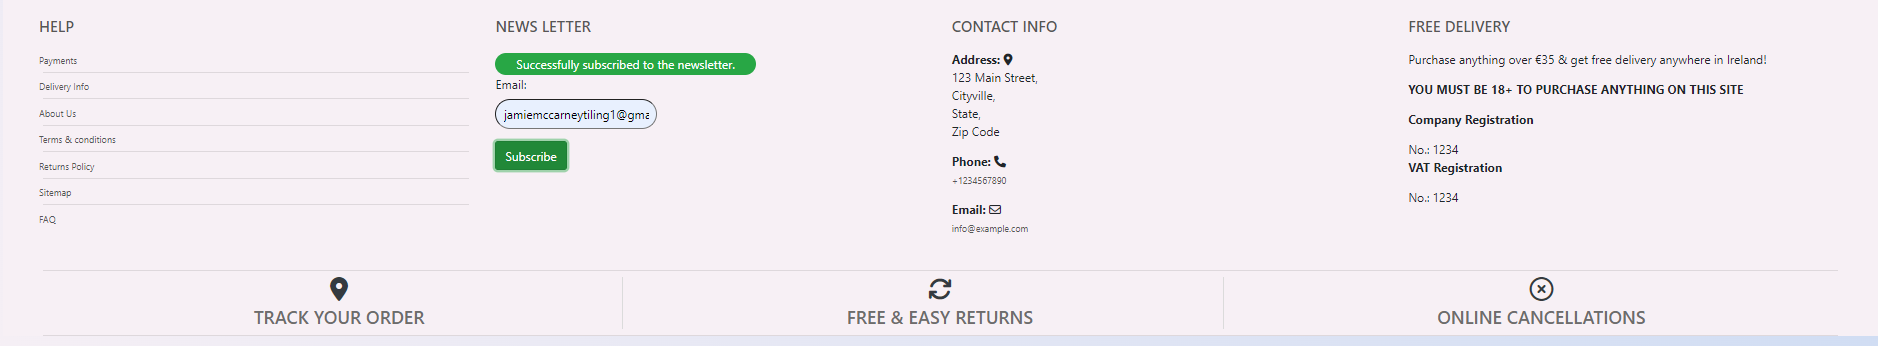 HELP
Payments
Delivery Info
About Us
Terms & conditions
Returns Policy
Sitemap
FAQ
NEWS LETTER
Successfully subscribed to the newsletter.
Email:
jamiemccarneytiling1@gma
Subscribe
CONTACT INFO
Address:
123 Main Street,
Cityville,
State,
Zip Code
Phone:
+1234567890
Email:
info@example.com
FREE DELIVERY
Purchase anything over €35 & get free delivery anywhere in Ireland!
YOU MUST BE 18+ TO PURCHASE ANYTHING ON THIS SITE
Company Registration
No.: 1234
VAT Registration
No.: 1234
TRACK YOUR ORDER
FREE & EASY RETURNS
ONLINE CANCELLATIONS